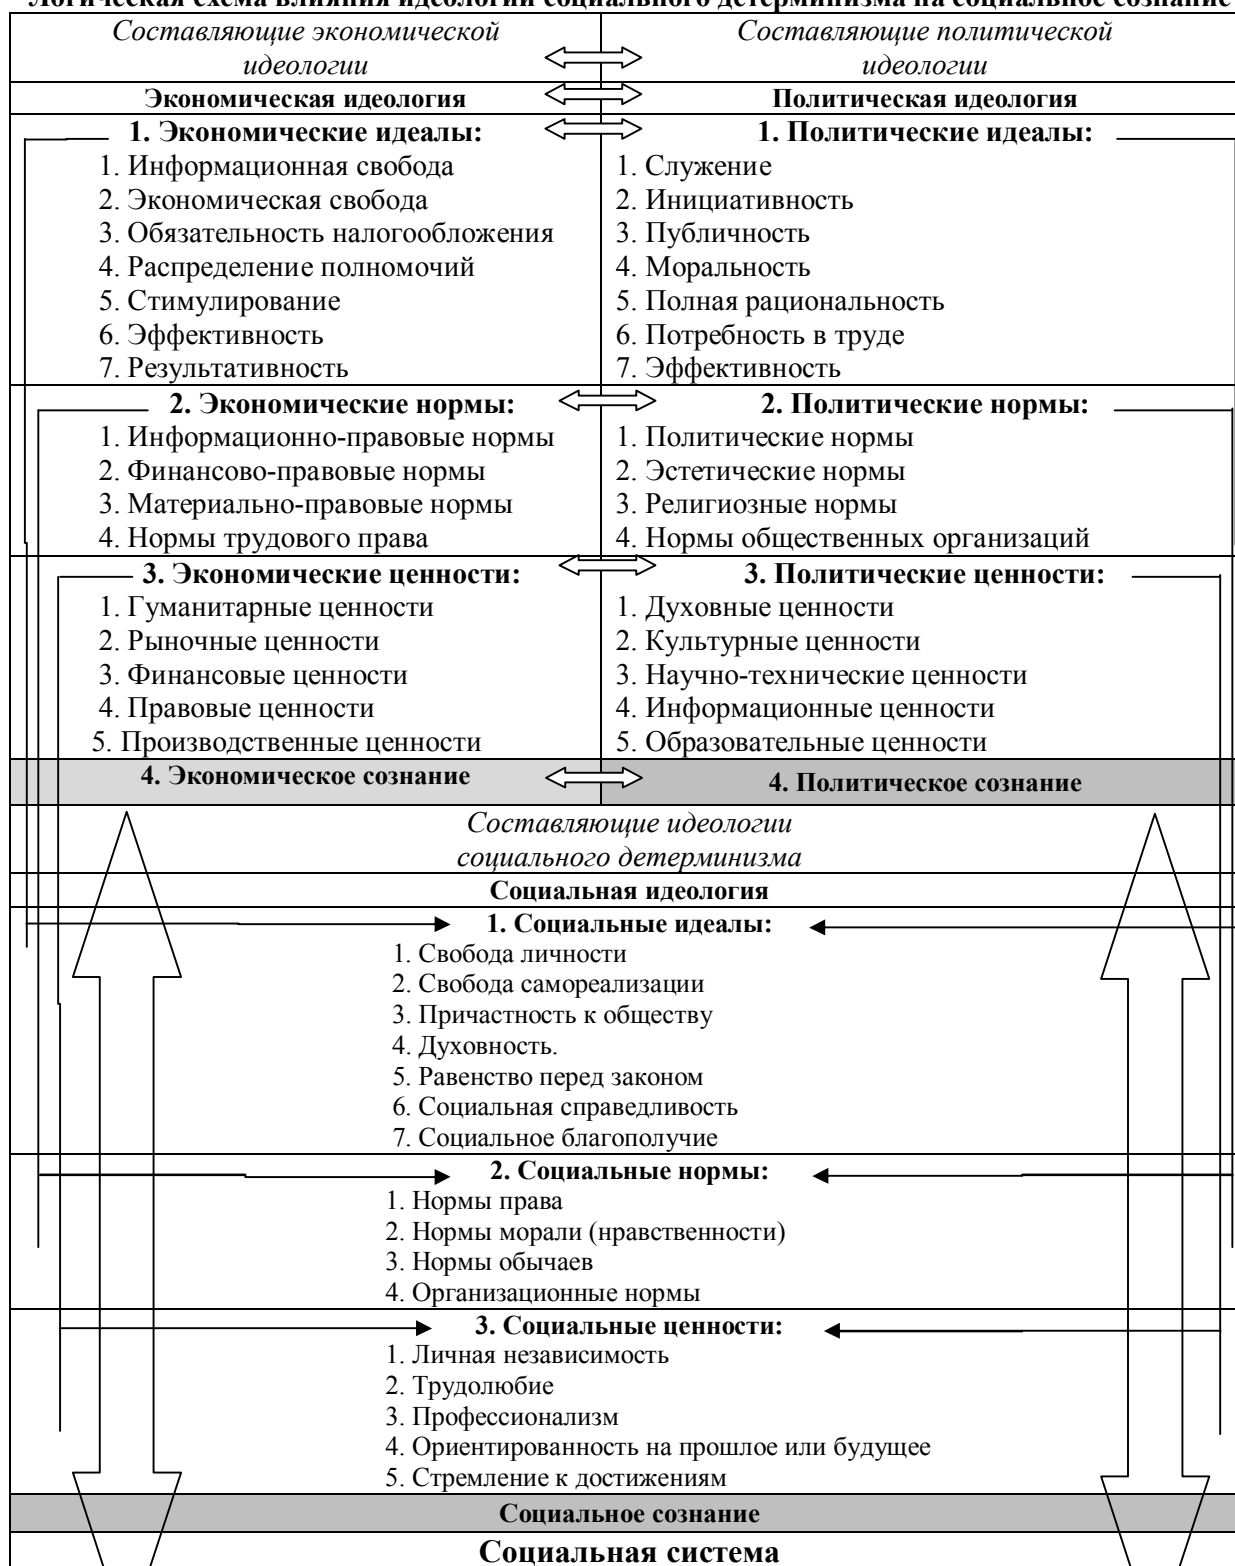 Логическая схема влияния идеологии социального детерминизма на социальное сознание
Составляющие экономической
идеологии
Составляющие политической
идеологии
Экономическая идеология
Политическая идеология
1. Экономические идеалы:
1. Информационная свобода
2. Экономическая свобода
3. Обязательность налогообложения
4. Распределение полномочий
5. Стимулирование
6. Эффективность
7. Результативность
1. Политические идеалы:
1. Служение
2. Инициативность
3. Публичность
4. Моральность
5. Полная рациональность
6. Потребность в труде
7. Эффективность
2. Экономические нормы:
1. Информационно-правовые нормы
2. Финансово-правовые нормы
3. Материально-правовые нормы
4. Нормы трудового права
2. Политические нормы:
1. Политические нормы
2. Эстетические нормы
3. Религиозные нормы
4. Нормы общественных организаций
3. Экономические ценности:
1. Гуманитарные ценности
2. Рыночные ценности
3. Финансовые ценности
4. Правовые ценности
5. Производственные ценности
3. Политические ценности:
1. Духовные ценности
2. Культурные ценности
3. Научно-технические ценности
4. Информационные ценности
5. Образовательные ценности
4. Экономическое сознание
4. Политическое сознание
Составляющие идеологии
социального детерминизма
Социальная идеология
1. Социальные идеалы:
1. Свобода личности
2. Свобода самореализации
3. Причастность к обществу
4. Духовность.
5. Равенство перед законом
6. Социальная справедливость
7. Социальное благополучие
2. Социальные нормы:
1. Нормы права
2. Нормы морали (нравственности)
3. Нормы обычаев
4. Организационные нормы
3. Социальные ценности:
1. Личная независимость
2. Трудолюбие
3. Профессионализм
4. Ориентированность на прошлое или будущее
5. Стремление к достижениям
Социальное сознание
Социальная система